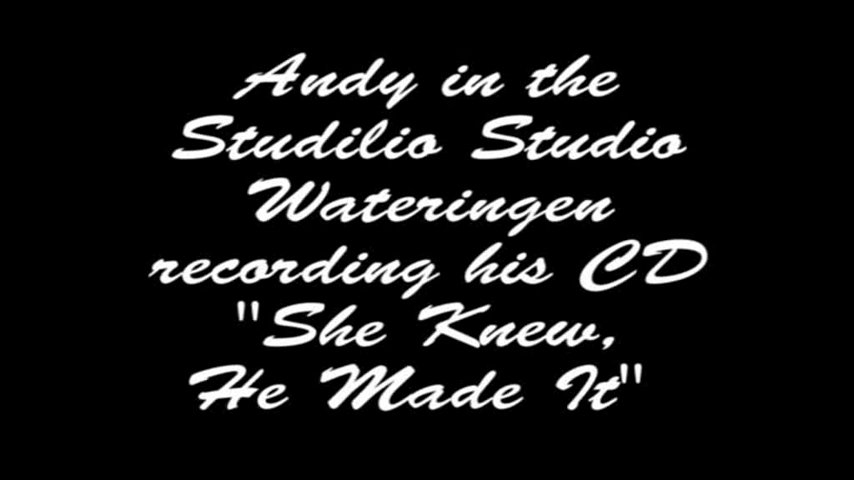 Andy in the
Studilio Studio
Wateringen
recording his CD
"She Knew,
He Made It"